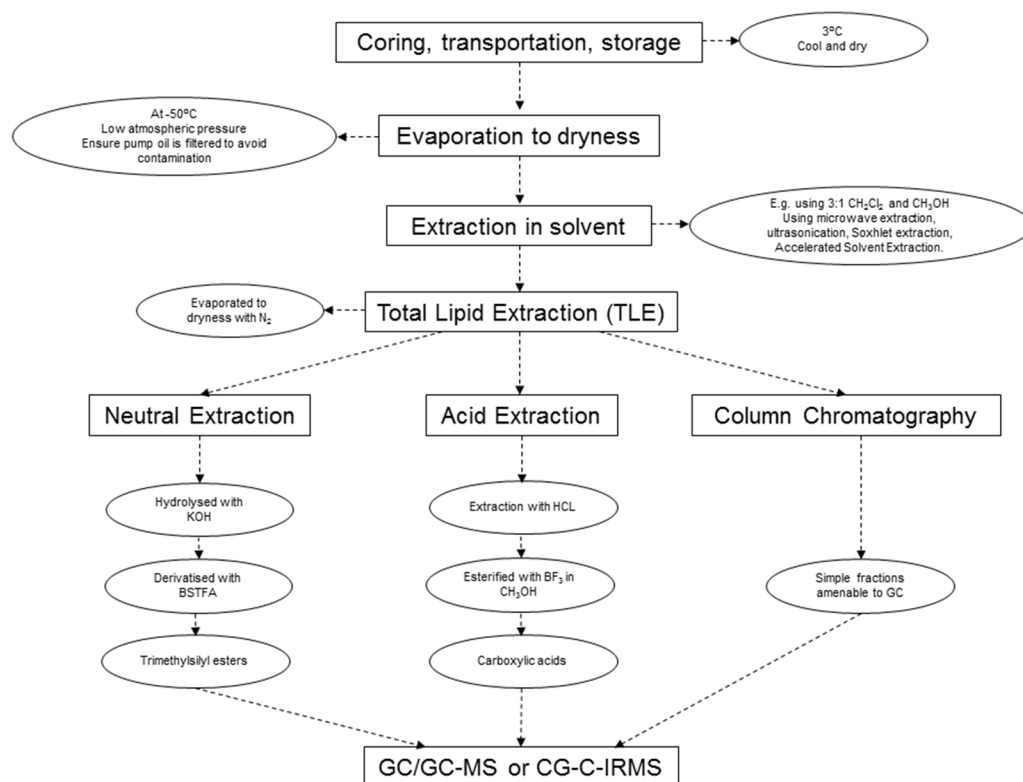 Coring, transportation, storage
3°C
Cool and dry
At -50°C
Low atmospheric pressure
Ensure pump oil is filtered to avoid
contamination
Evaporation to dryness
Extraction in solvent
E.g. using 3:1 CH₂Cl₂ and CH₃OH
Using microwave extraction,
ultrasonication, Soxhlet extraction,
Accelerated Solvent Extraction.
Evaporated to
dryness with N₂
Total Lipid Extraction (TLE)
Neutral Extraction
Acid Extraction
Column Chromatography
Hydrolysed with
KOH
Extraction with HCL
Derivatised with
BSTFA
Esterified with BF₃ in
CH₃OH
Simple fractions
amenable to GC
Trimethylsilyl esters
Carboxylic acids
GC/GC-MS or CG-C-IRMS